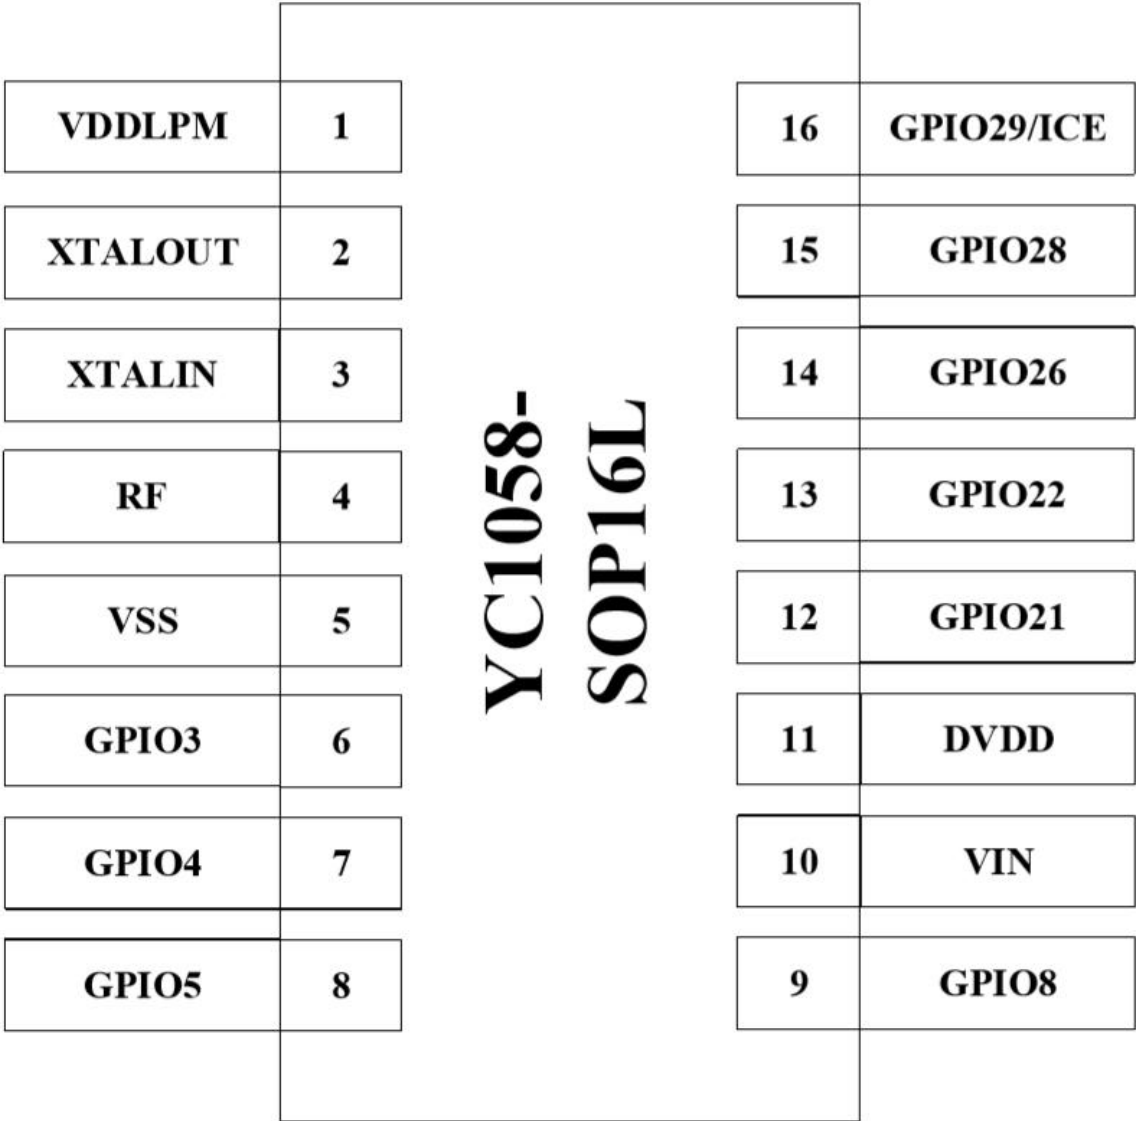 VDDLPM 1
XTALOUT 2
XTALIN 3
RF 4
VSS 5
GPIO3 6
GPIO4 7
GPIO5 8
YC1058-
SOP16L
16 GPIO29/ICE
15 GPIO28
14 GPIO26
13 GPIO22
12 GPIO21
11 DVDD
10 VIN
9 GPIO8